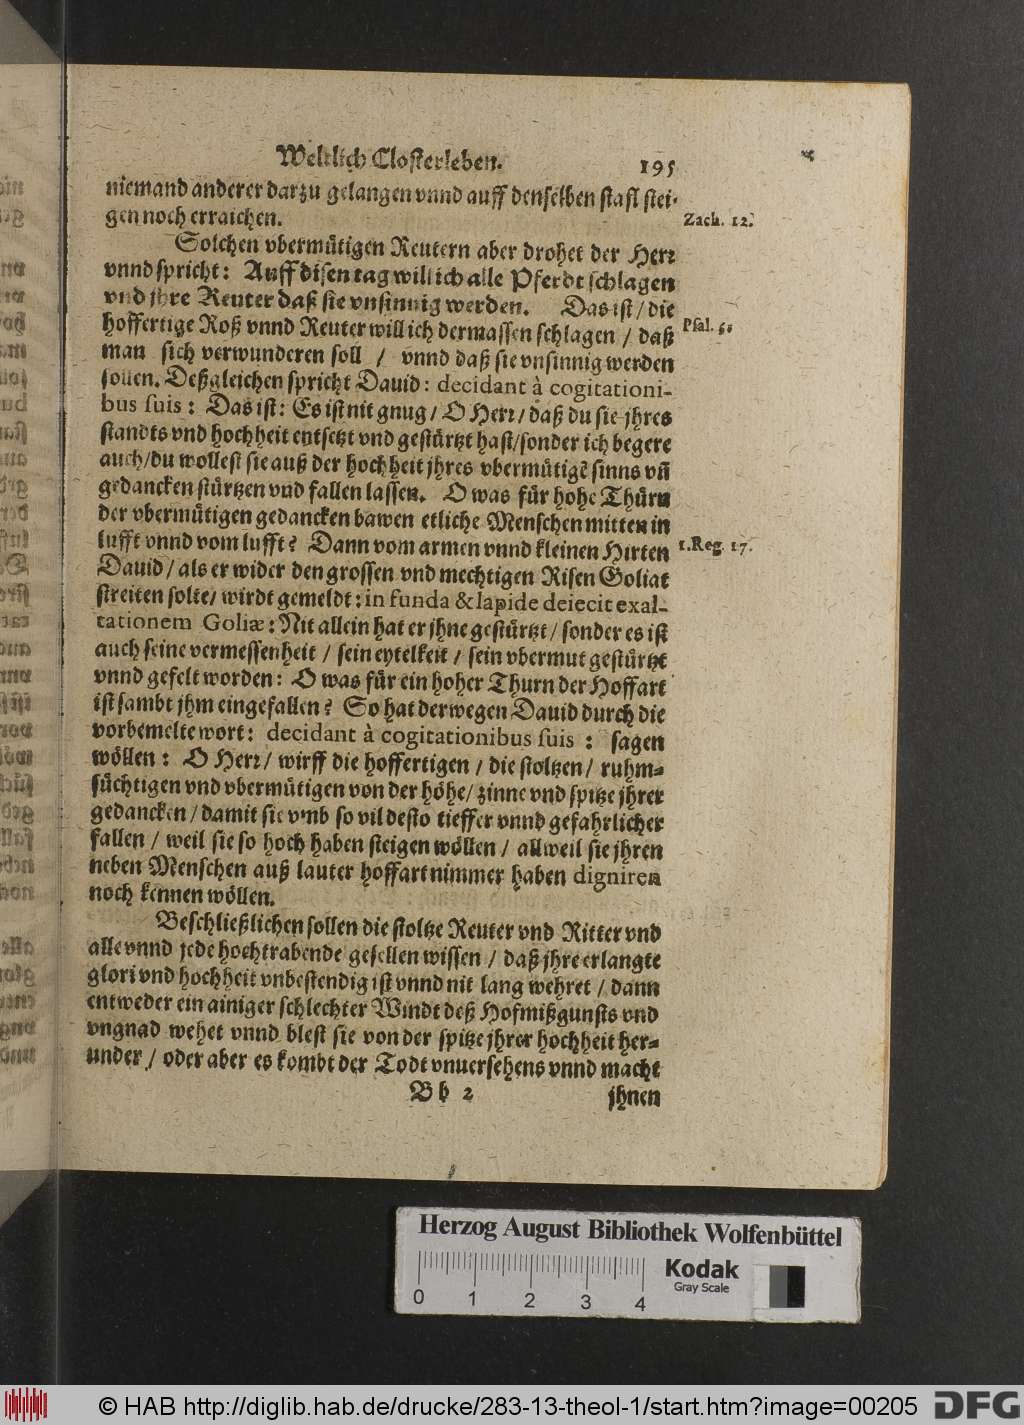 Weltlich Closterleben. 195
niemand anderer darzu gelangen vnnd auff denselben stafl stei-
gen noch erraichen.
Zach. 12.
Solchen vbermütigen Reutern aber drohet der Herr
vnnd spricht: Auff disen tag will ich alle Pferdt schlagen
vnd jhre Reuter daß sie vnsinnig werden. Das ist / die
hoffertige Roß vnnd Reuter will ich dermassen schlagen / daß
Psal. 5.
man sich verwunderen soll / vnnd daß sie vnsinnig werden
sollen. Deßgleichen spricht Dauid: decidant à cogitationi-
bus suis: Das ist: Es ist nit gnug / O Herr / daß du sie jhres
standts vnd hochheit entsetzt vnd gestürtzt hast / sonder ich begere
auch / du wollest sie auß der hochheit jhres vbermütigẽ sinns vñ
gedancken stürtzen vnd fallen lassen. O was für hohe Thürn
der vbermütigen gedancken bawen etliche Menschen mitten in
lufft vnnd vom lufft? Dann vom armen vnnd kleinen Hirten
1. Reg. 17.
Dauid / als er wider den grossen vnd mechtigen Risen Goliat
streiten solte / wirdt gemeldt: in funda & lapide deiecit exal-
tationem Goliæ: Nit allein hat er jhne gestürtzt / sonder es ist
auch seine vermessenheit / sein eytelkeit / sein vbermut gestürtzt
vnnd gefelt worden: O was für ein hoher Thurn der Hoffart
ist sambt jhm eingefallen? So hat derwegen Dauid durch die
vorbemelte wort: decidant à cogitationibus suis: sagen
wöllen: O Herr / wirff die hoffertigen / die stoltzen / ruhm-
süchtigen vnd vbermütigen von der höhe / zinne vnd spitze jhrer
gedancken / damit sie vmb so vil desto tieffer vnnd gefahrlicher
fallen / weil sie so hoch haben steigen wöllen / allweil sie jhren
neben Menschen auß lauter hoffart nimmer haben digniren
noch kennen wöllen.
Beschließlichen sollen die stoltze Reuter vnd Ritter vnd
alle vnnd jede hochtrabende gesellen wissen / daß jhre erlangte
glori vnd hochheit vnbestendig ist vnnd nit lang wehret / dann
entweder ein ainiger schlechter Windt deß Hofmißgunsts vnd
vngnad wehet vnnd blest sie von der spitze jhrer hochheit her-
under / oder aber es kombt der Todt vnuersehens vnnd macht
Bb 2 jhnen
Herzog August Bibliothek Wolfenbüttel
0 1 2 3 4
Kodak
Gray Scale
© HAB http://diglib.hab.de/drucke/283-13-theol-1/start.htm?image=00205
DFG